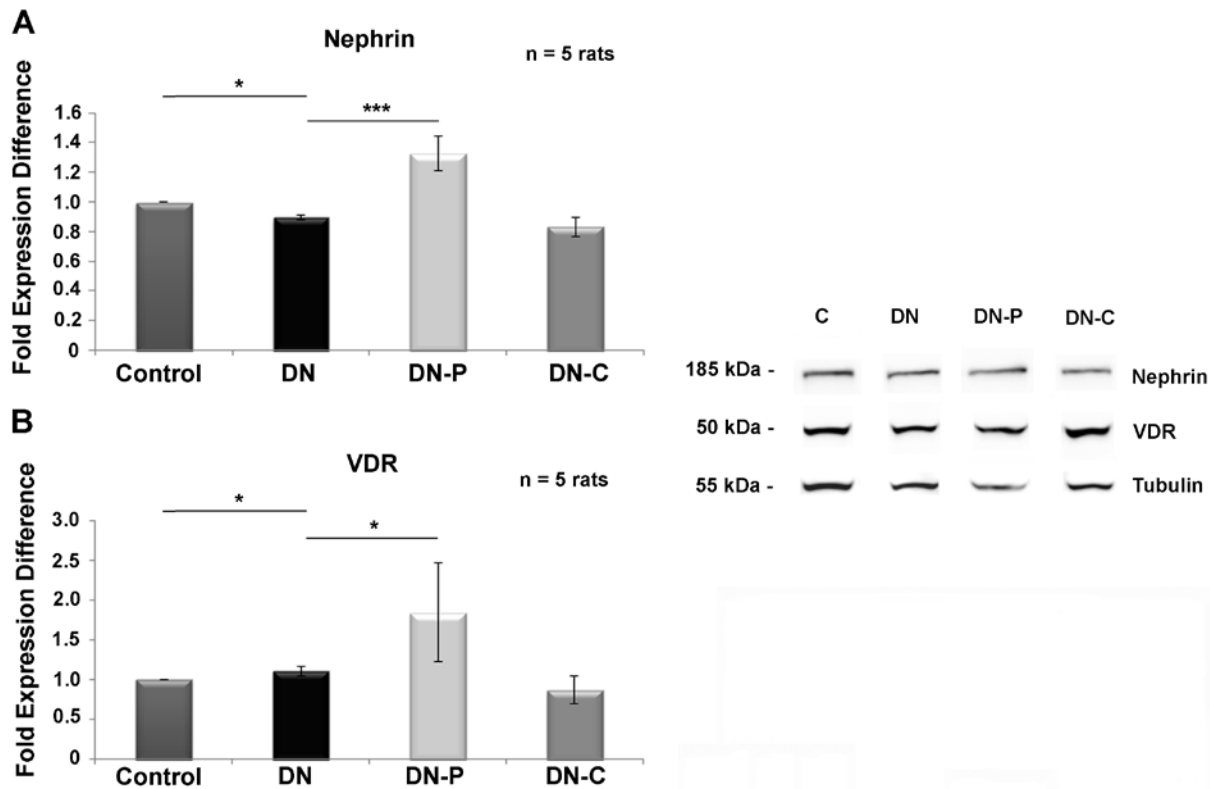 A
Nephrin
n = 5 rats
*
***
Fold Expression Difference
1.6
1.4
1.2
1.0
0.8
0.6
0.4
0.2
0
Control DN DN-P DN-C
B
VDR
n = 5 rats
*
*
Fold Expression Difference
3.0
2.5
2.0
1.5
1.0
0.5
0
Control DN DN-P DN-C
C DN DN-P DN-C
185 kDa - Nephrin
50 kDa - VDR
55 kDa - Tubulin